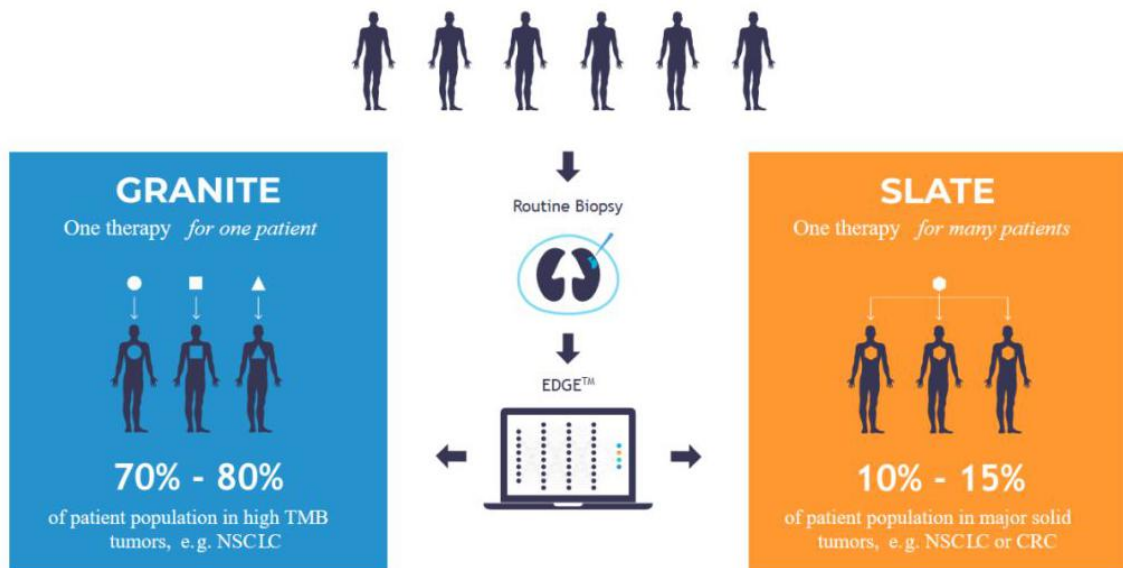 GRANITE
One therapy for one patient
70% - 80%
of patient population in high TMB
tumors, e.g. NSCLC
Routine Biopsy
EDGE™
SLATE
One therapy for many patients
10% - 15%
of patient population in major solid
tumors, e.g. NSCLC or CRC